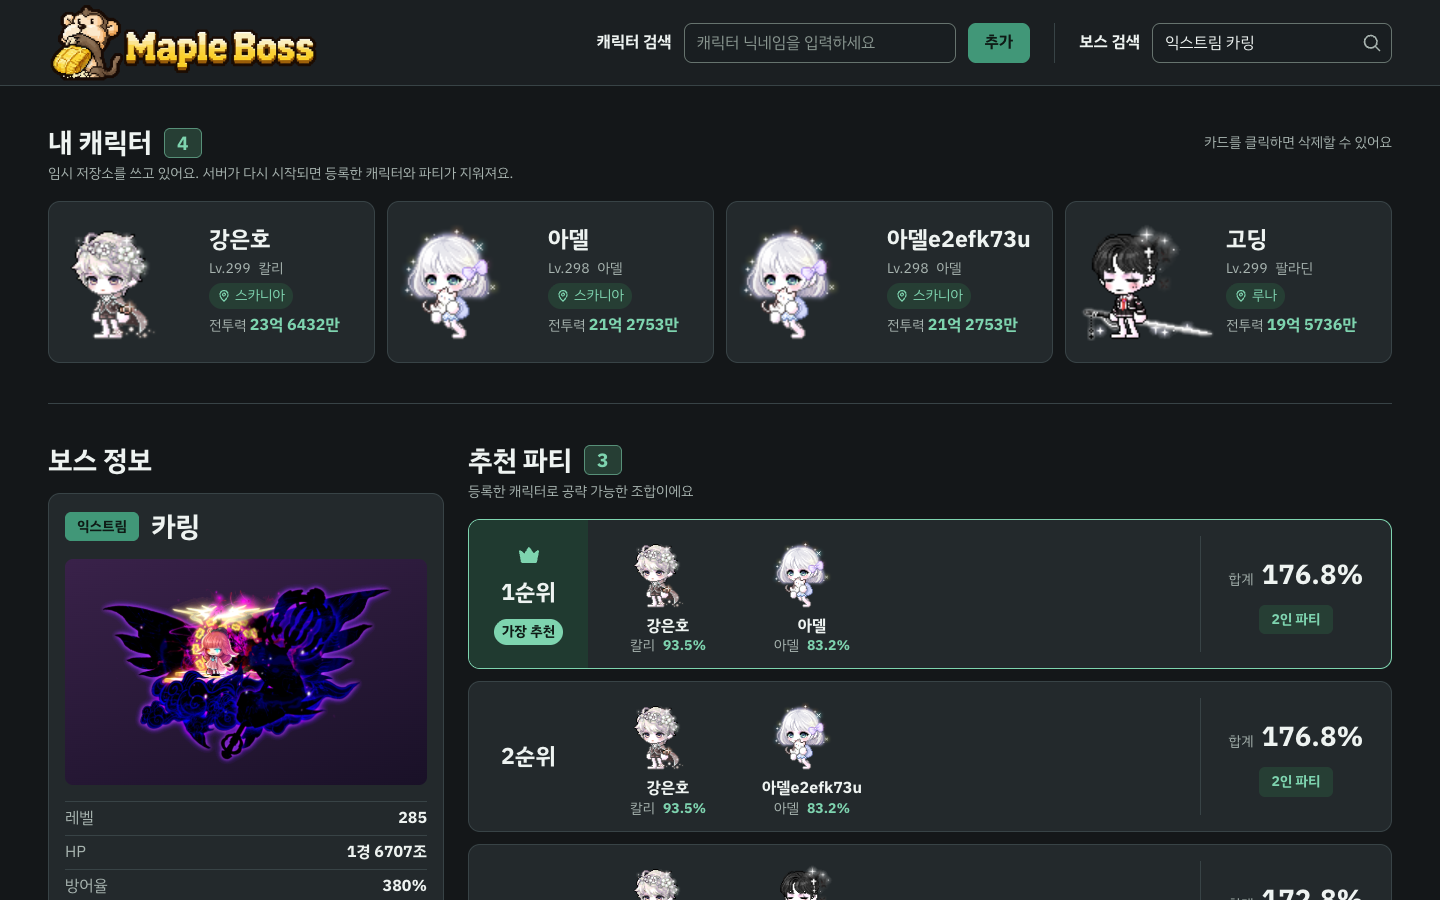 Maple Boss
캐릭터 검색
캐릭터 닉네임을 입력하세요
추가
보스 검색
익스트림 카링
내 캐릭터 4
카드를 클릭하면 삭제할 수 있어요
임시 저장소를 쓰고 있어요. 서버가 다시 시작되면 등록한 캐릭터와 파티가 지워져요.
강은호
Lv.299 칼리
스카니아
전투력 23억 6432만
아델
Lv.298 아델
스카니아
전투력 21억 2753만
아델e2efk73u
Lv.298 아델
스카니아
전투력 21억 2753만
고딩
Lv.299 팔라딘
루나
전투력 19억 5736만
보스 정보
익스트림 카링
레벨 285
HP 1경 6707조
방어율 380%
추천 파티 3
등록한 캐릭터로 공략 가능한 조합이에요
1순위
가장 추천
강은호
칼리 93.5%
아델
아델 83.2%
합계 176.8%
2인 파티
2순위
강은호
칼리 93.5%
아델e2efk73u
아델 83.2%
합계 176.8%
2인 파티
합계 172.8%